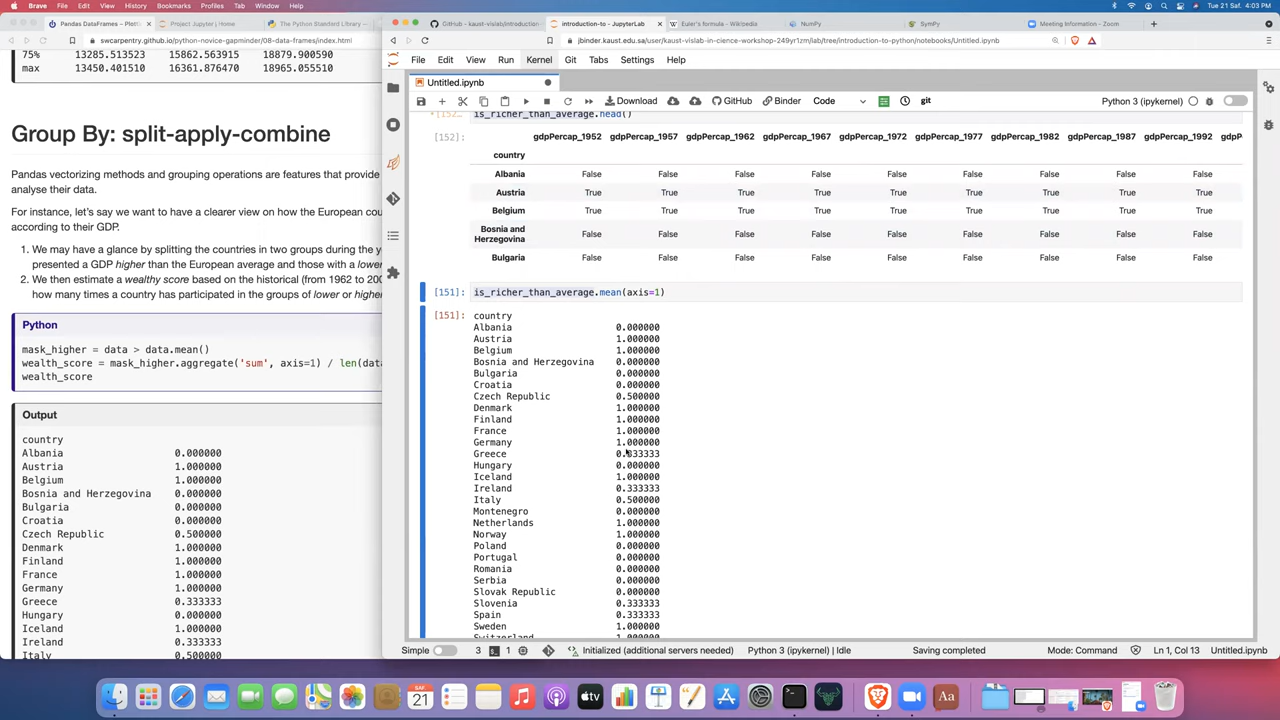 Brave File Edit View History Bookmarks Profiles Tab Window Help
Tue 21 Saf. 4:03 PM
Pandas DataFrames – Plotti
Project Jupyter | Home
The Python Standard Library —
swcarpentry.github.io/python-novice-gapminder/08-data-frames/index.html
75% 13285.513523 15862.563915 18879.900590
max 13450.401510 16361.876470 18965.055510
Group By: split-apply-combine
Pandas vectorizing methods and grouping operations are features that provide
analyse their data.
For instance, let's say we want to have a clearer view on how the European cou
according to their GDP.
1. We may have a glance by splitting the countries in two groups during the y
presented a GDP higher than the European average and those with a lower
2. We then estimate a wealthy score based on the historical (from 1962 to 200
how many times a country has participated in the groups of lower or higher
Python
mask_higher = data > data.mean()
wealth_score = mask_higher.aggregate('sum', axis=1) / len(data
wealth_score
Output
country
Albania 0.000000
Austria 1.000000
Belgium 1.000000
Bosnia and Herzegovina 0.000000
Bulgaria 0.000000
Croatia 0.000000
Czech Republic 0.500000
Denmark 1.000000
Finland 1.000000
France 1.000000
Germany 1.000000
Greece 0.333333
Hungary 0.000000
Iceland 1.000000
Ireland 0.333333
Italy 0.500000
GitHub - kaust-vislab/introduction
introduction-to - JupyterLab
Euler's formula - Wikipedia
NumPy
SymPy
Meeting Information - Zoom
jbinder.kaust.edu.sa/user/kaust-vislab-in-cience-workshop-249yr1zm/lab/tree/introduction-to-python/notebooks/Untitled.ipynb
File Edit View Run Kernel Git Tabs Settings Help
Untitled.ipynb
Download GitHub Binder Code git Python 3 (ipykernel)
is_richer_than_average.head()
[152]: gdpPercap_1952 gdpPercap_1957 gdpPercap_1962 gdpPercap_1967 gdpPercap_1972 gdpPercap_1977 gdpPercap_1982 gdpPercap_1987 gdpPercap_1992 gdpP
country
Albania False False False False False False False False False
Austria True True True True True True True True True
Belgium True True True True True True True True True
Bosnia and
Herzegovina False False False False False False False False False
Bulgaria False False False False False False False False False
[151]: is_richer_than_average.mean(axis=1)
[151]: country
Albania 0.000000
Austria 1.000000
Belgium 1.000000
Bosnia and Herzegovina 0.000000
Bulgaria 0.000000
Croatia 0.000000
Czech Republic 0.500000
Denmark 1.000000
Finland 1.000000
France 1.000000
Germany 1.000000
Greece 0.333333
Hungary 0.000000
Iceland 1.000000
Ireland 0.333333
Italy 0.500000
Montenegro 0.000000
Netherlands 1.000000
Norway 1.000000
Poland 0.000000
Portugal 0.000000
Romania 0.000000
Serbia 0.000000
Slovak Republic 0.000000
Slovenia 0.333333
Spain 0.333333
Sweden 1.000000
Switzerland 1.000000
Simple 3 1 Initialized (additional servers needed) Python 3 (ipykernel) | Idle Saving completed Mode: Command Ln 1, Col 13 Untitled.ipynb
SAF.
21
tv
Aa